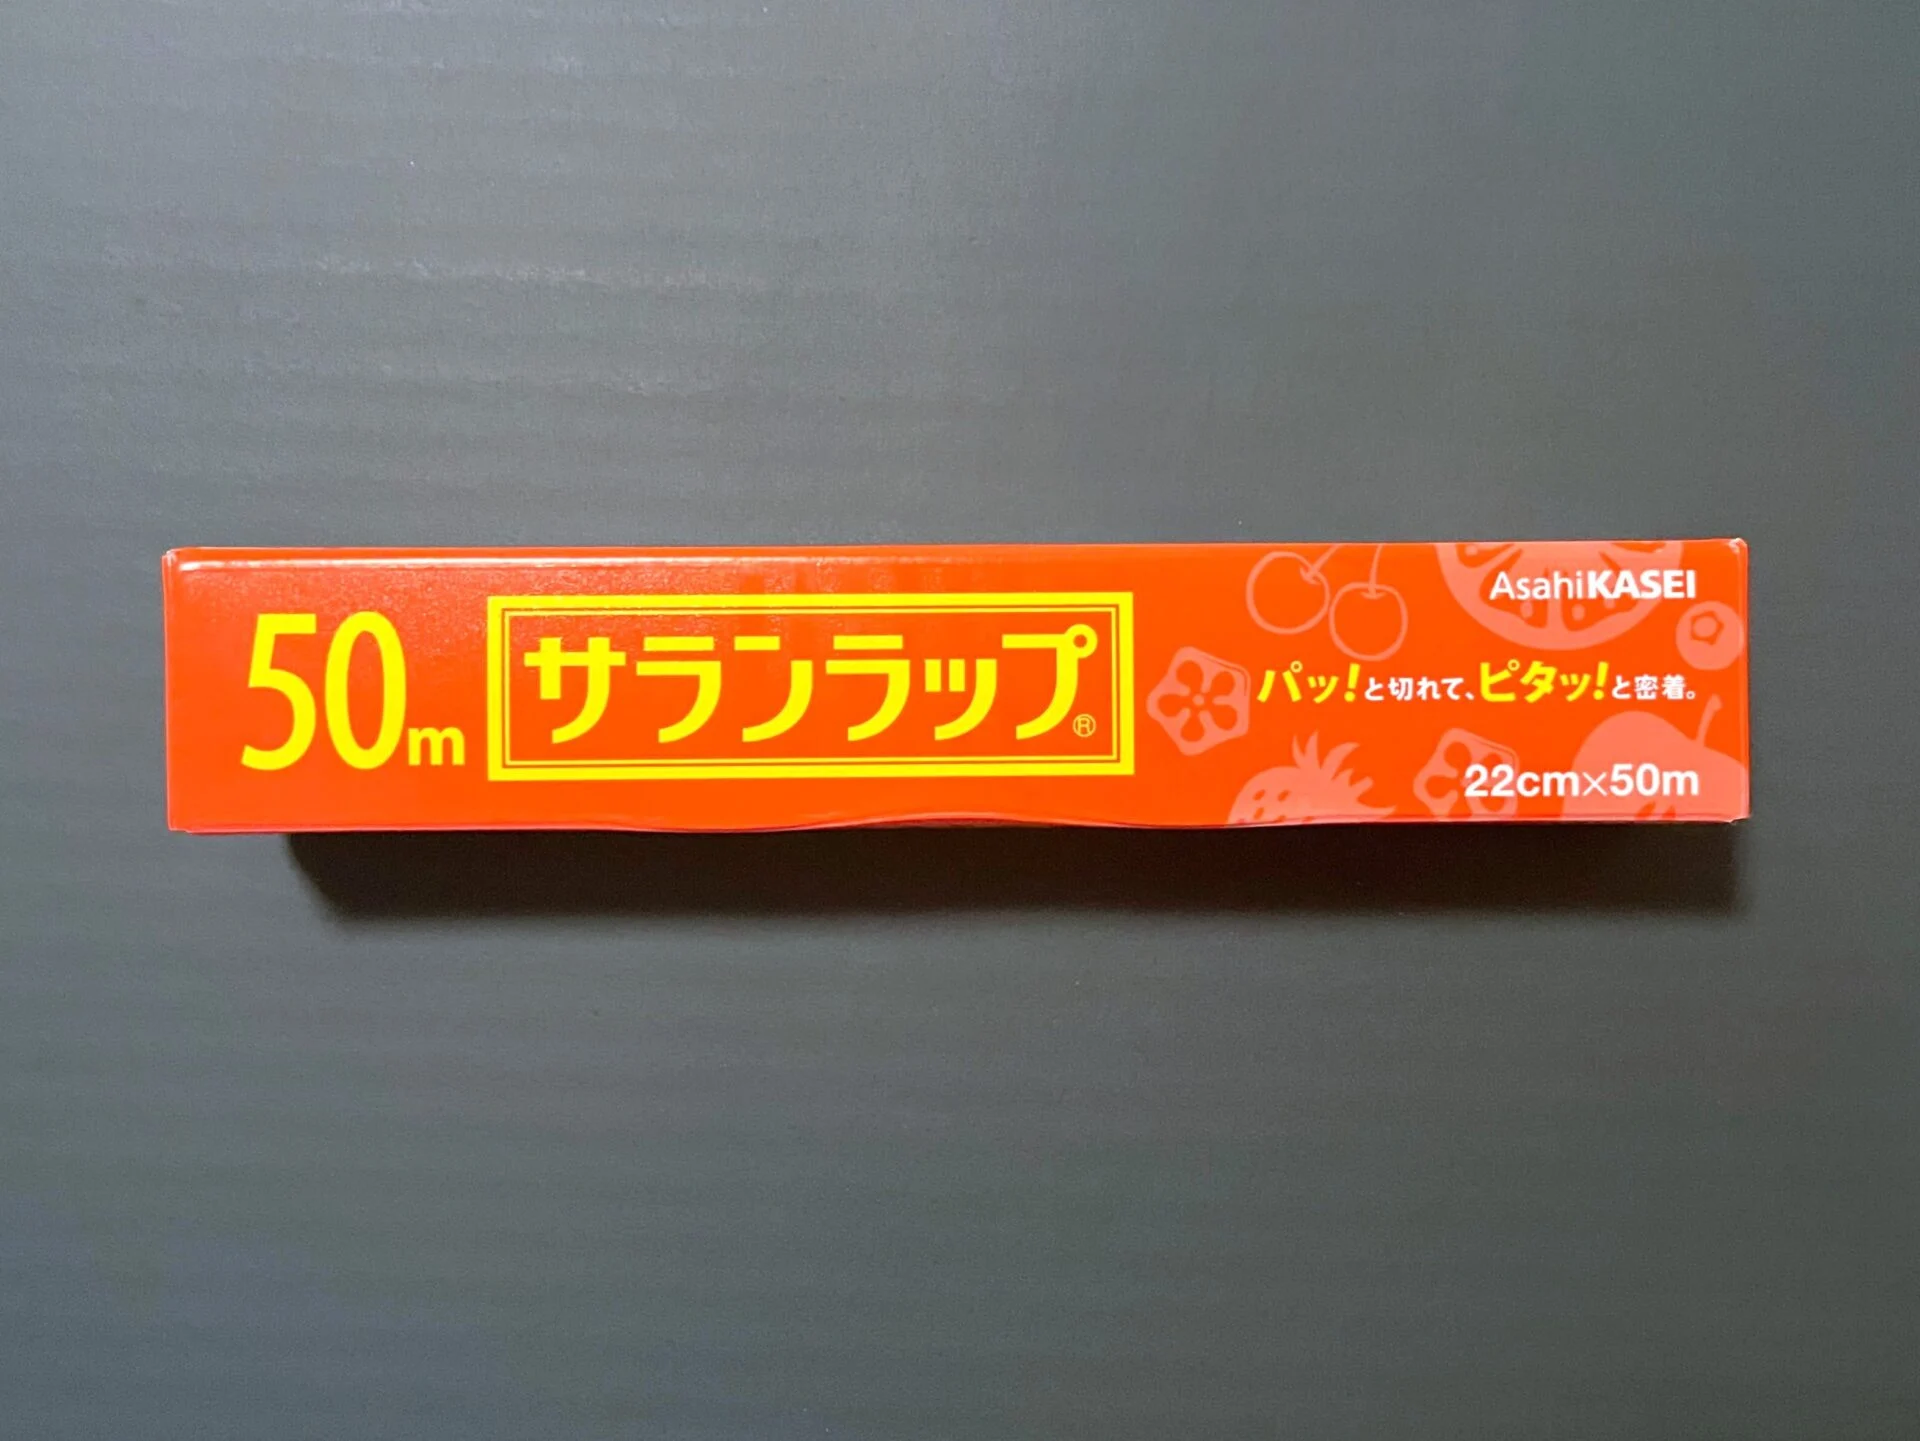 50m
サランラップ®
AsahiKASEI
パッ!と切れて、ピタッ!と密着。
22cm×50m